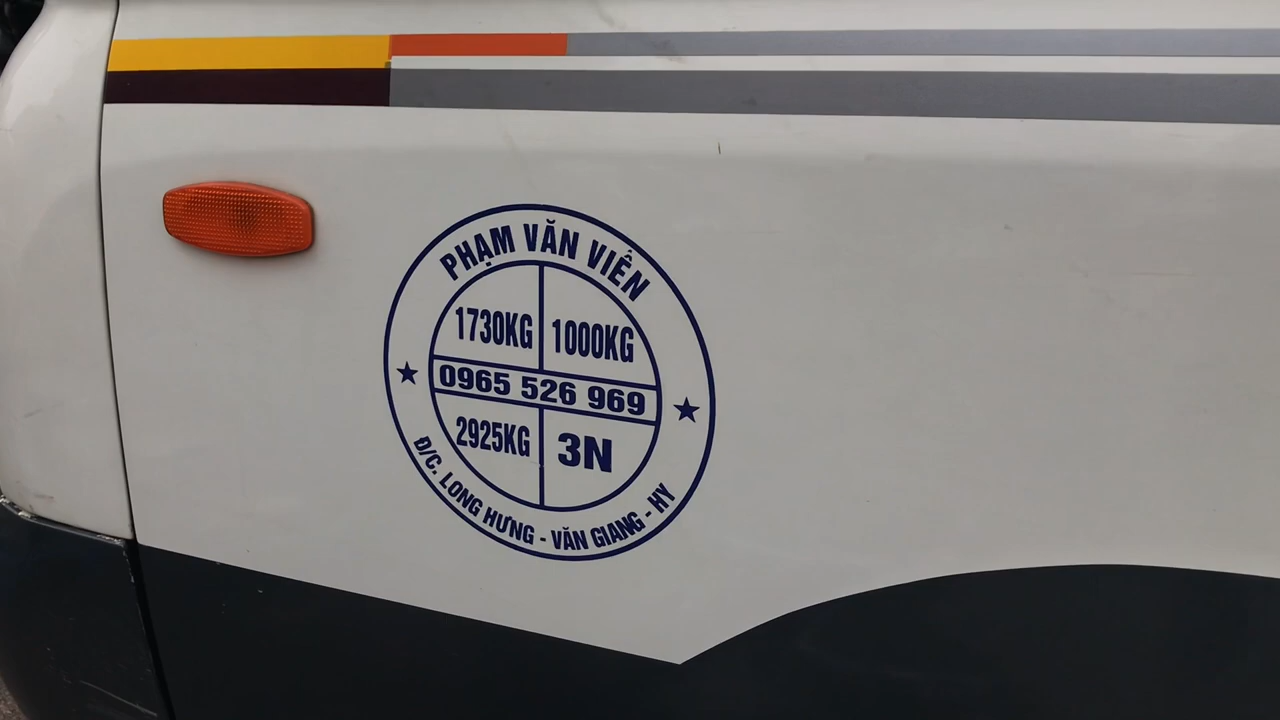 PHẠM VĂN VIÊN
1730KG 1000KG
0965 526 969
2925KG 3N
Đ/C. LONG HƯNG - VĂN GIANG - HY